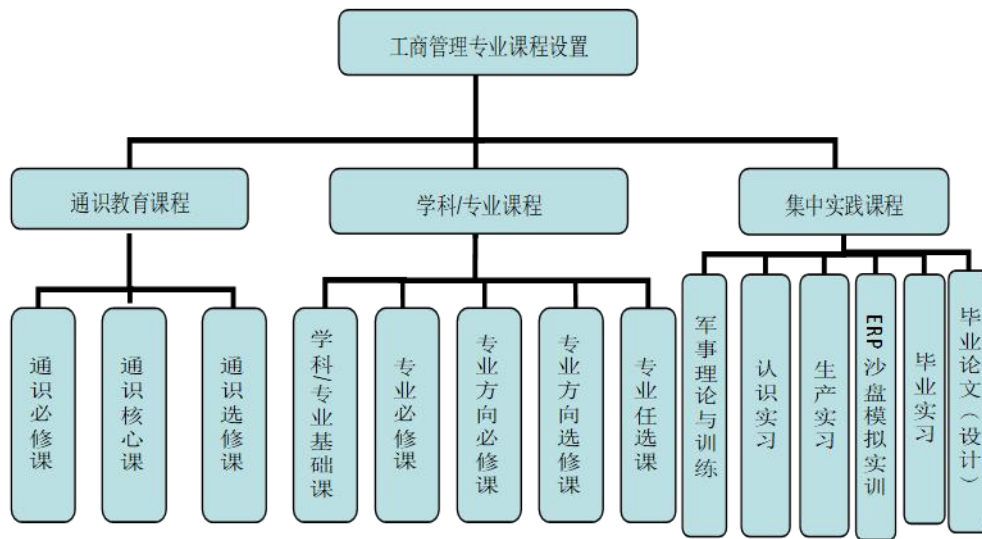 工商管理专业课程设置
通识教育课程
学科/专业课程
集中实践课程
通识必修课
通识核心课
通识选修课
学科/专业基础课
专业必修课
专业方向必修课
专业方向选修课
专业任选课
军事理论与训练
认识实习
生产实习
ERP沙盘模拟实训
毕业实习
毕业论文（设计）